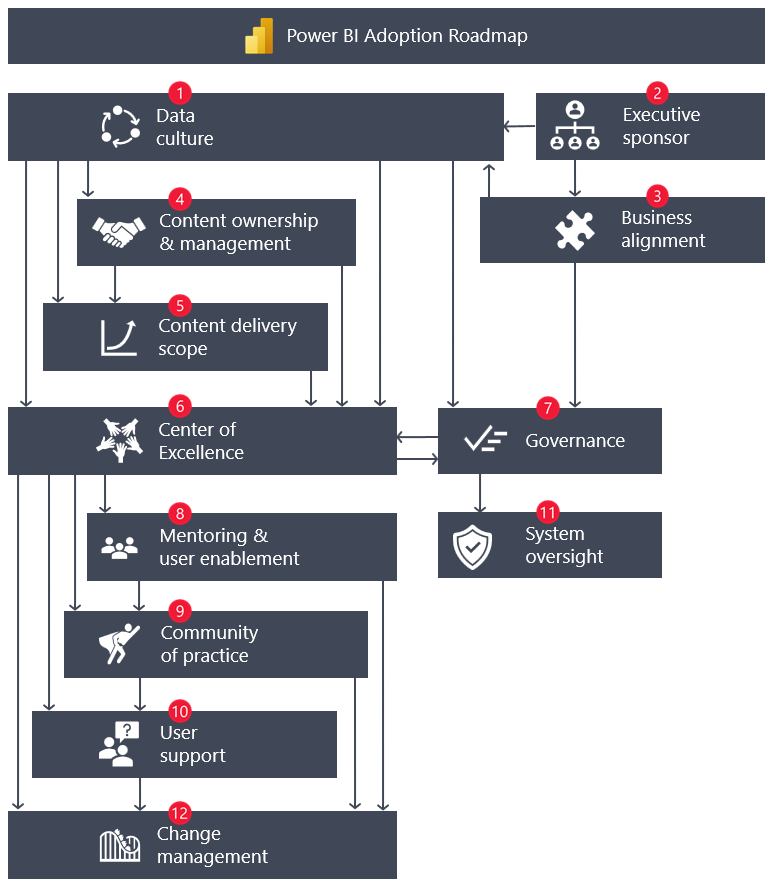 Power BI Adoption Roadmap
1
Data
culture
2
Executive
sponsor
3
Business
alignment
4
Content ownership
& management
5
Content delivery
scope
6
Center of
Excellence
7
Governance
8
Mentoring &
user enablement
11
System
oversight
9
Community
of practice
10
?
User
support
12
Change
management